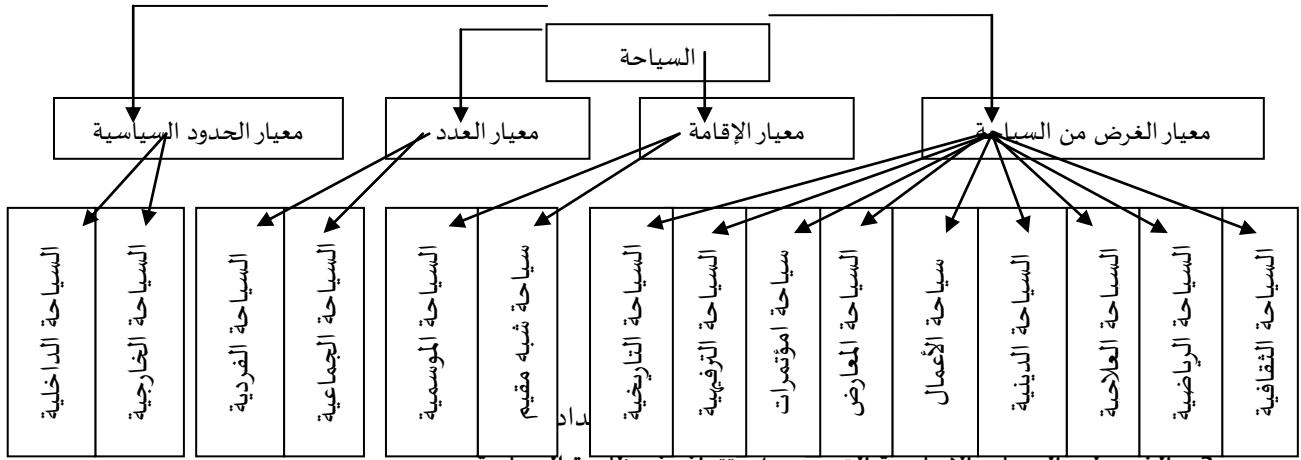 السياحة
معيار الغرض من السياحة
معيار الإقامة
معيار العدد
معيار الحدود السياسية
السياحة الثقافية
السياحة الرياضية
السياحة العلاجية
السياحة الدينية
سياحة الأعمال
السياحة المعارض
سياحة امؤتمرات
السياحة الترفيهية
السياحة التاريخية
سياحة شبه مقيم
السياحة الموسمية
السياحة الجماعية
السياحة الفردية
السياحة الخارجية
السياحة الداخلية